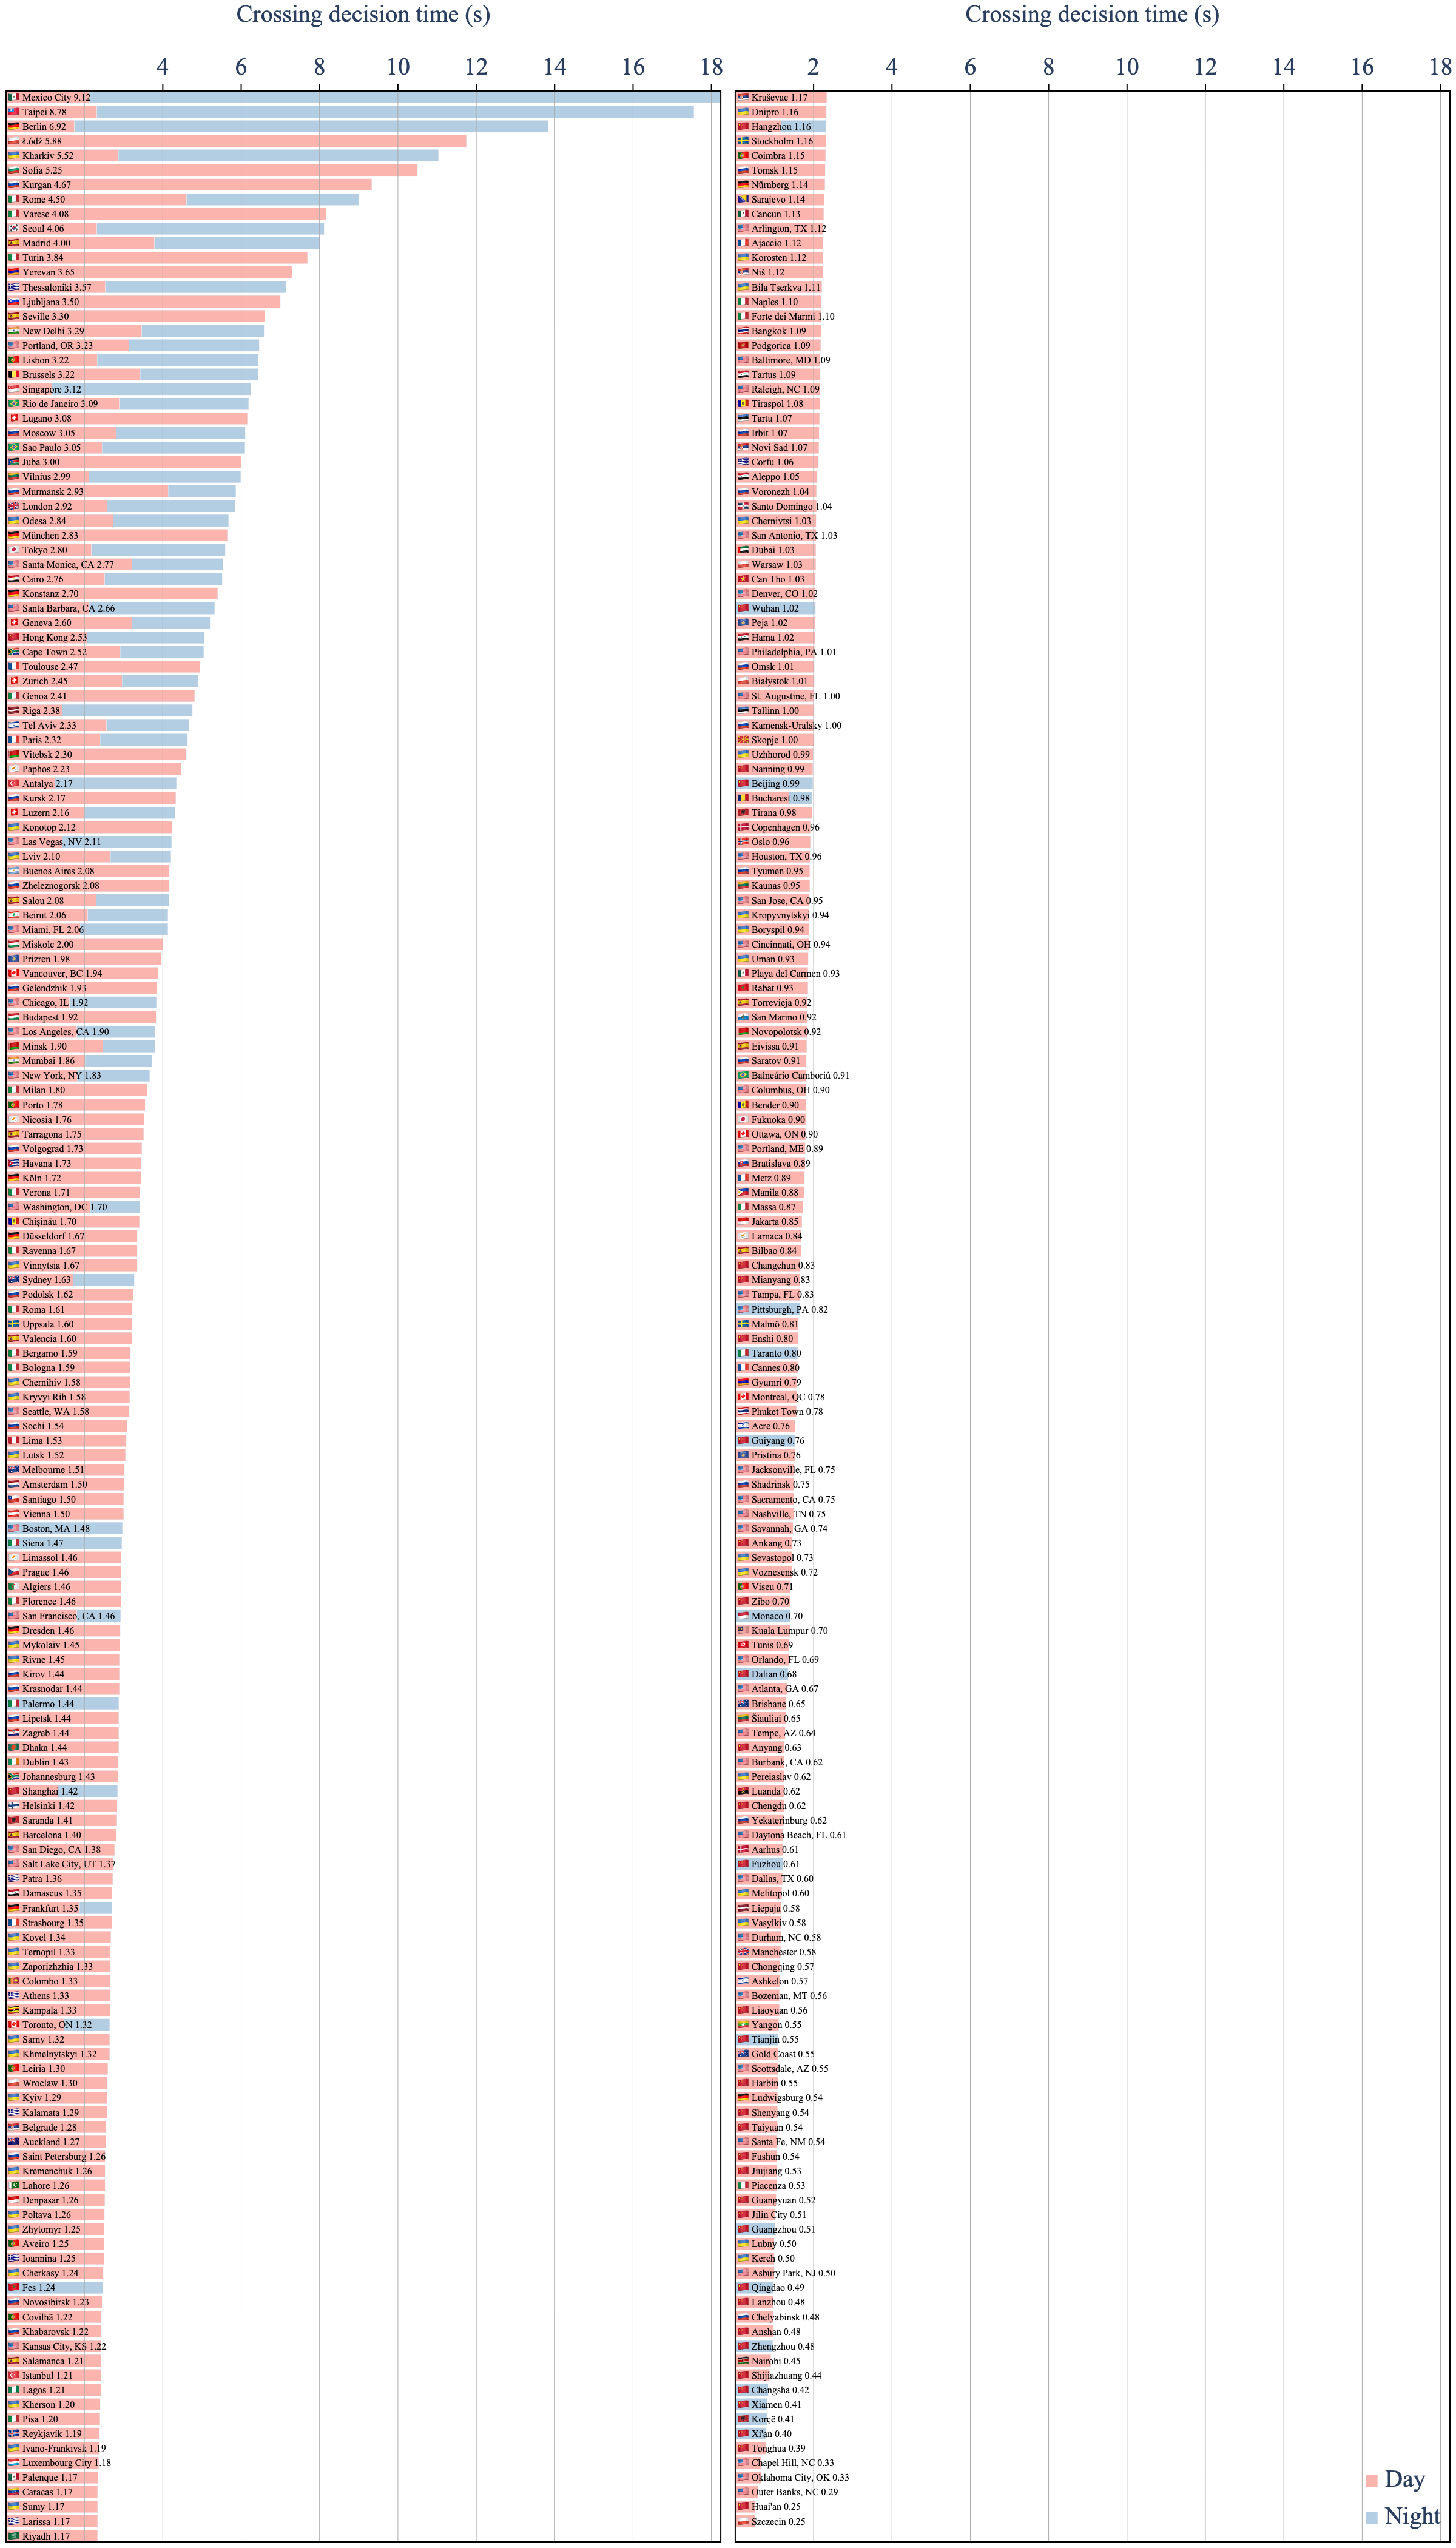 Crossing decision time (s)
4 6 8 10 12 14 16 18
Mexico City 9.12
Taipei 8.78
Berlin 6.92
Łódź 5.88
Kharkiv 5.52
Sofia 5.25
Kurgan 4.67
Rome 4.50
Varese 4.08
Seoul 4.06
Madrid 4.00
Turin 3.84
Yerevan 3.65
Thessaloniki 3.57
Ljubljana 3.50
Seville 3.30
New Delhi 3.29
Portland, OR 3.23
Lisbon 3.22
Brussels 3.22
Singapore 3.12
Rio de Janeiro 3.09
Lugano 3.08
Moscow 3.05
Sao Paulo 3.05
Juba 3.00
Vilnius 2.99
Murmansk 2.93
London 2.92
Odesa 2.84
München 2.83
Tokyo 2.80
Santa Monica, CA 2.77
Cairo 2.76
Konstanz 2.70
Santa Barbara, CA 2.66
Geneva 2.60
Hong Kong 2.53
Cape Town 2.52
Toulouse 2.47
Zurich 2.45
Genoa 2.41
Riga 2.38
Tel Aviv 2.33
Paris 2.32
Vitebsk 2.30
Paphos 2.23
Antalya 2.17
Kursk 2.17
Luzern 2.16
Konotop 2.12
Las Vegas, NV 2.11
Lviv 2.10
Buenos Aires 2.08
Zheleznogorsk 2.08
Salou 2.08
Beirut 2.06
Miami, FL 2.06
Miskolc 2.00
Prizren 1.98
Vancouver, BC 1.94
Gelendzhik 1.93
Chicago, IL 1.92
Budapest 1.92
Los Angeles, CA 1.90
Minsk 1.90
Mumbai 1.86
New York, NY 1.83
Milan 1.80
Porto 1.78
Nicosia 1.76
Tarragona 1.75
Volgograd 1.73
Havana 1.73
Köln 1.72
Verona 1.71
Washington, DC 1.70
Chișinău 1.70
Düsseldorf 1.67
Ravenna 1.67
Vinnytsia 1.67
Sydney 1.63
Podolsk 1.62
Roma 1.61
Uppsala 1.60
Valencia 1.60
Bergamo 1.59
Bologna 1.59
Chernihiv 1.58
Kryvyi Rih 1.58
Seattle, WA 1.58
Sochi 1.54
Lima 1.53
Lutsk 1.52
Melbourne 1.51
Amsterdam 1.50
Santiago 1.50
Vienna 1.50
Boston, MA 1.48
Siena 1.47
Limassol 1.46
Prague 1.46
Algiers 1.46
Florence 1.46
San Francisco, CA 1.46
Dresden 1.46
Mykolaiv 1.45
Rivne 1.45
Kirov 1.44
Krasnodar 1.44
Palermo 1.44
Lipetsk 1.44
Zagreb 1.44
Dhaka 1.44
Dublin 1.43
Johannesburg 1.43
Shanghai 1.42
Helsinki 1.42
Saranda 1.41
Barcelona 1.40
San Diego, CA 1.38
Salt Lake City, UT 1.37
Patra 1.36
Damascus 1.35
Frankfurt 1.35
Strasbourg 1.35
Kovel 1.34
Ternopil 1.33
Zaporizhzhia 1.33
Colombo 1.33
Athens 1.33
Kampala 1.33
Toronto, ON 1.32
Sarny 1.32
Khmelnytskyi 1.32
Leiria 1.30
Wroclaw 1.30
Kyiv 1.29
Kalamata 1.29
Belgrade 1.28
Auckland 1.27
Saint Petersburg 1.26
Kremenchuk 1.26
Lahore 1.26
Denpasar 1.26
Poltava 1.26
Zhytomyr 1.25
Aveiro 1.25
Ioannina 1.25
Cherkasy 1.24
Fes 1.24
Novosibirsk 1.23
Covilhã 1.22
Khabarovsk 1.22
Kansas City, KS 1.22
Salamanca 1.21
Istanbul 1.21
Lagos 1.21
Kherson 1.20
Pisa 1.20
Reykjavík 1.19
Ivano-Frankivsk 1.19
Luxembourg City 1.18
Palenque 1.17
Caracas 1.17
Sumy 1.17
Larissa 1.17
Riyadh 1.17
Crossing decision time (s)
2 4 6 8 10 12 14 16 18
Kruševac 1.17
Dnipro 1.16
Hangzhou 1.16
Stockholm 1.16
Coimbra 1.15
Tomsk 1.15
Nürnberg 1.14
Sarajevo 1.14
Cancun 1.13
Arlington, TX 1.12
Ajaccio 1.12
Korosten 1.12
Niš 1.12
Bila Tserkva 1.11
Naples 1.10
Forte dei Marmi 1.10
Bangkok 1.09
Podgorica 1.09
Baltimore, MD 1.09
Tartus 1.09
Raleigh, NC 1.09
Tiraspol 1.08
Tartu 1.07
Irbit 1.07
Novi Sad 1.07
Corfu 1.06
Aleppo 1.05
Voronezh 1.04
Santo Domingo 1.04
Chernivtsi 1.03
San Antonio, TX 1.03
Dubai 1.03
Warsaw 1.03
Can Tho 1.03
Denver, CO 1.02
Wuhan 1.02
Peja 1.02
Hama 1.02
Philadelphia, PA 1.01
Omsk 1.01
Białystok 1.01
St. Augustine, FL 1.00
Tallinn 1.00
Kamensk-Uralsky 1.00
Skopje 1.00
Uzhhorod 0.99
Nanning 0.99
Beijing 0.99
Bucharest 0.98
Tirana 0.98
Copenhagen 0.96
Oslo 0.96
Houston, TX 0.96
Tyumen 0.95
Kaunas 0.95
San Jose, CA 0.95
Kropyvnytskyi 0.94
Boryspil 0.94
Cincinnati, OH 0.94
Uman 0.93
Playa del Carmen 0.93
Rabat 0.93
Torrevieja 0.92
San Marino 0.92
Novopolotsk 0.92
Eivissa 0.91
Saratov 0.91
Balneário Camboriú 0.91
Columbus, OH 0.90
Bender 0.90
Fukuoka 0.90
Ottawa, ON 0.90
Portland, ME 0.89
Bratislava 0.89
Metz 0.89
Manila 0.88
Massa 0.87
Jakarta 0.85
Larnaca 0.84
Bilbao 0.84
Changchun 0.83
Mianyang 0.83
Tampa, FL 0.83
Pittsburgh, PA 0.82
Malmö 0.81
Enshi 0.80
Taranto 0.80
Cannes 0.80
Gyumri 0.79
Montreal, QC 0.78
Phuket Town 0.78
Acre 0.76
Guiyang 0.76
Pristina 0.76
Jacksonville, FL 0.75
Shadrinsk 0.75
Sacramento, CA 0.75
Nashville, TN 0.75
Savannah, GA 0.74
Ankang 0.73
Sevastopol 0.73
Voznesensk 0.72
Viseu 0.71
Zibo 0.70
Monaco 0.70
Kuala Lumpur 0.70
Tunis 0.69
Orlando, FL 0.69
Dalian 0.68
Atlanta, GA 0.67
Brisbane 0.65
Šiauliai 0.65
Tempe, AZ 0.64
Anyang 0.63
Burbank, CA 0.62
Pereiaslav 0.62
Luanda 0.62
Chengdu 0.62
Yekaterinburg 0.62
Daytona Beach, FL 0.61
Aarhus 0.61
Fuzhou 0.61
Dallas, TX 0.60
Melitopol 0.60
Liepaja 0.58
Vasylkiv 0.58
Durham, NC 0.58
Manchester 0.58
Chongqing 0.57
Ashkelon 0.57
Bozeman, MT 0.56
Liaoyuan 0.56
Yangon 0.55
Tianjin 0.55
Gold Coast 0.55
Scottsdale, AZ 0.55
Harbin 0.55
Ludwigsburg 0.54
Shenyang 0.54
Taiyuan 0.54
Santa Fe, NM 0.54
Fushun 0.54
Jiujiang 0.53
Piacenza 0.53
Guangyuan 0.52
Jilin City 0.51
Guangzhou 0.51
Lubny 0.50
Kerch 0.50
Asbury Park, NJ 0.50
Qingdao 0.49
Lanzhou 0.48
Chelyabinsk 0.48
Anshan 0.48
Zhengzhou 0.48
Nairobi 0.45
Shijiazhuang 0.44
Changsha 0.42
Xiamen 0.41
Korçë 0.41
Xi'an 0.40
Tonghua 0.39
Chapel Hill, NC 0.33
Oklahoma City, OK 0.33
Outer Banks, NC 0.29
Huai'an 0.25
Szczecin 0.25
Day
Night